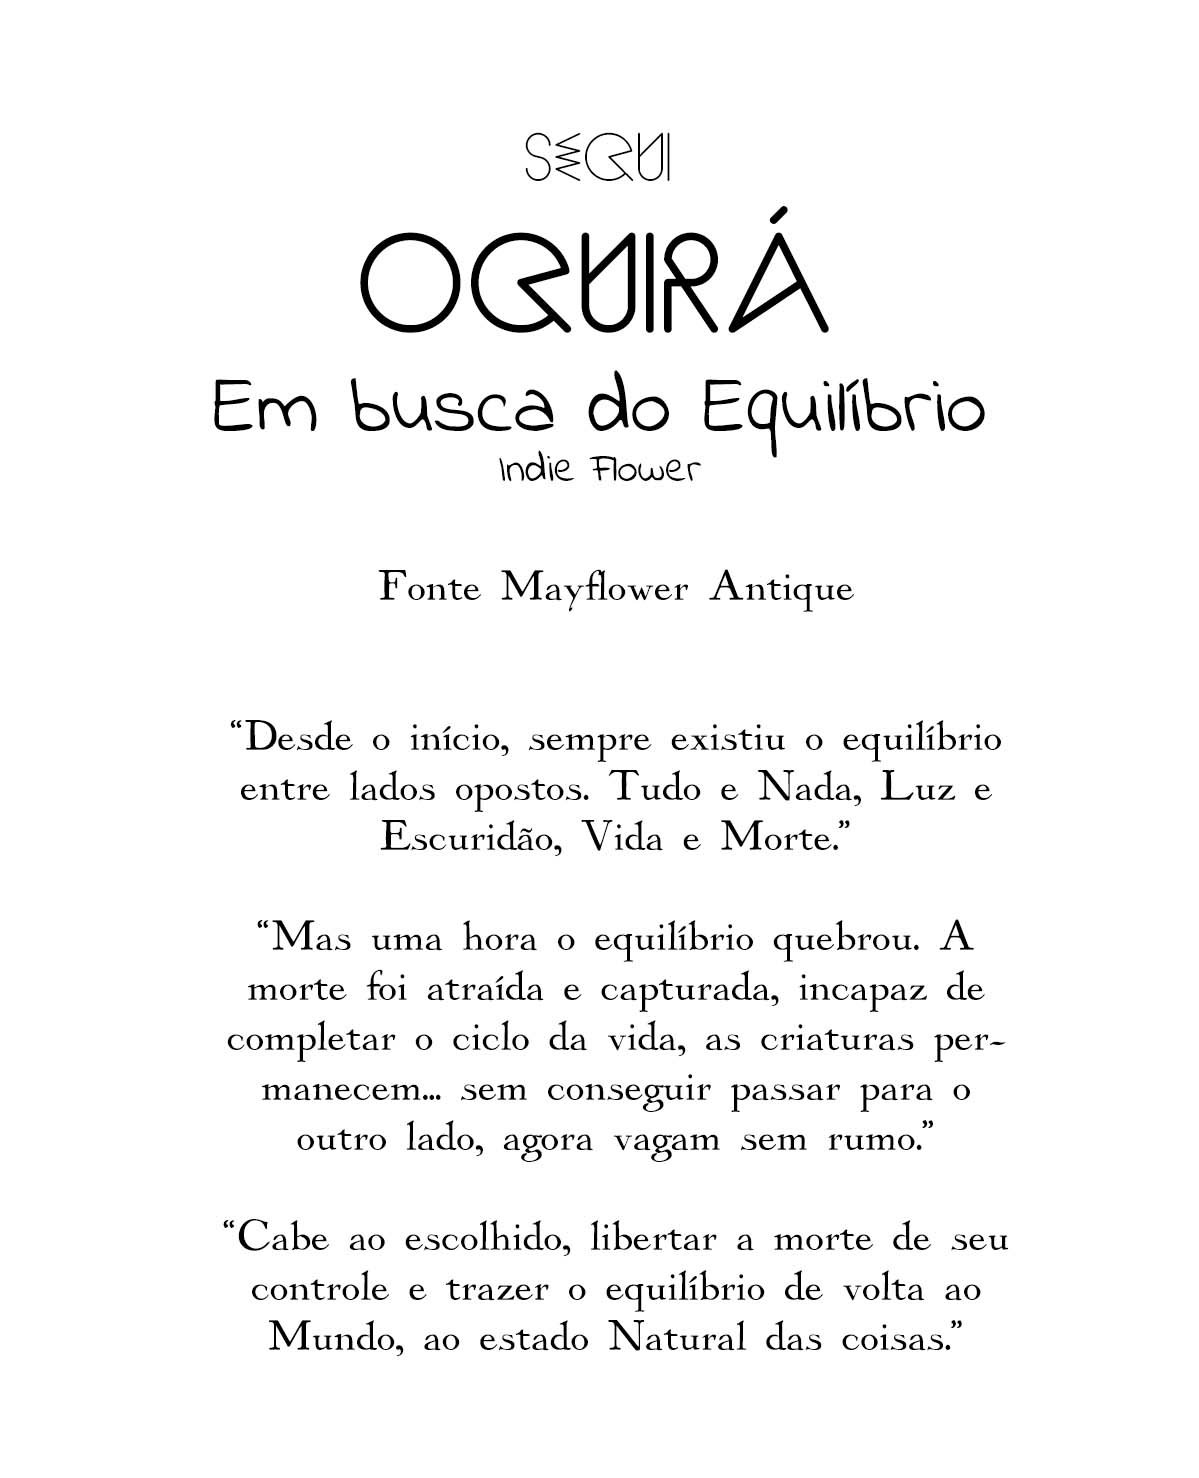 SEQUI
OQUIRÁ
Em busca do Equilíbrio
Indie Flower
Fonte Mayflower Antique
“Desde o início, sempre existiu o equilíbrio
entre lados opostos. Tudo e Nada, Luz e
Escuridão, Vida e Morte.”
“Mas uma hora o equilíbrio quebrou. A
morte foi atraída e capturada, incapaz de
completar o ciclo da vida, as criaturas per-
manecem... sem conseguir passar para o
outro lado, agora vagam sem rumo.”
“Cabe ao escolhido, libertar a morte de seu
controle e trazer o equilíbrio de volta ao
Mundo, ao estado Natural das coisas.”